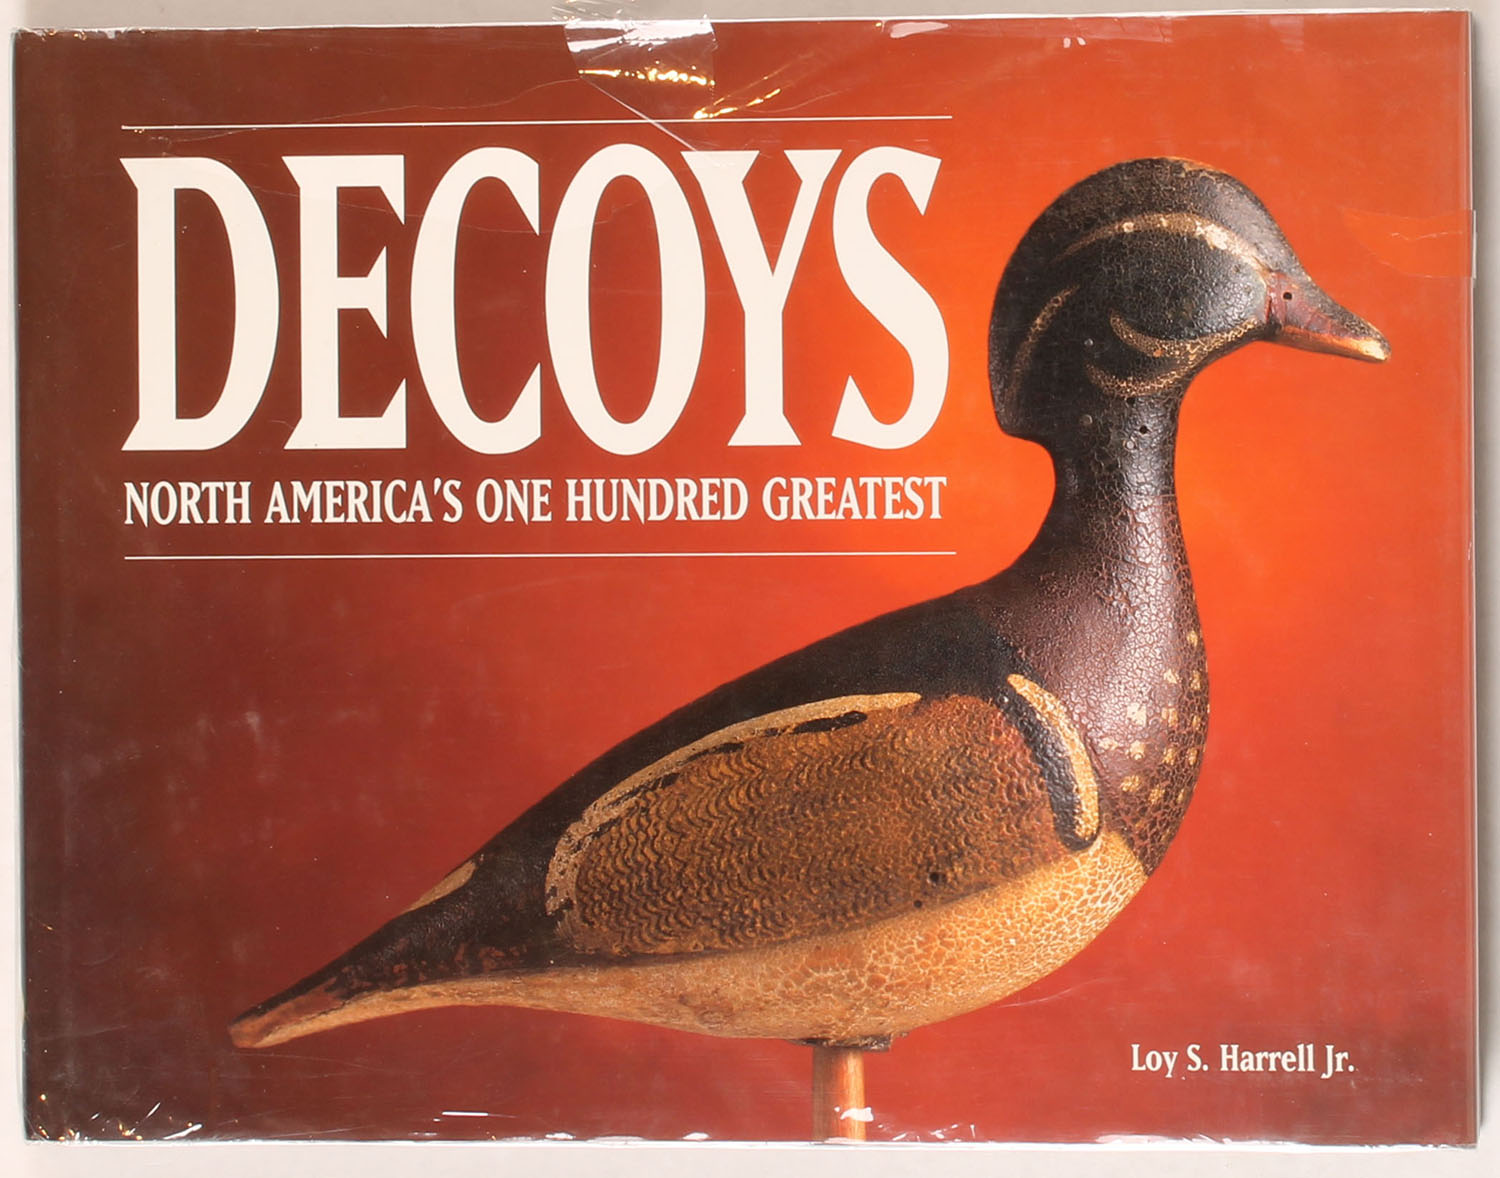 DECOYS
NORTH AMERICA'S ONE HUNDRED GREATEST
Loy S. Harrell Jr.